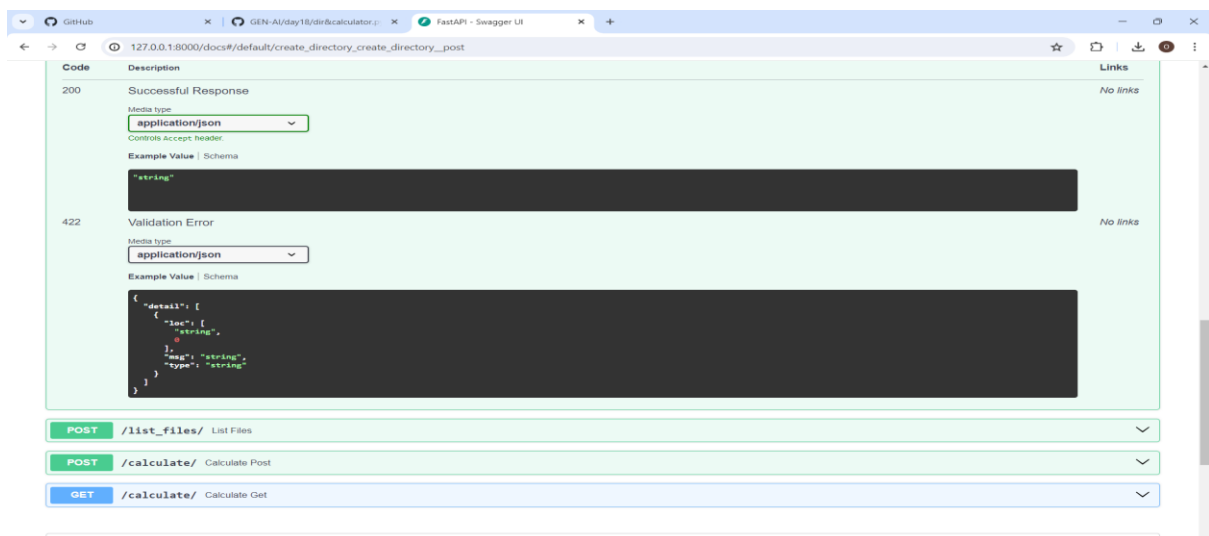 GitHub
GEN-AI/day18/dir&calculator.p
FastAPI - Swagger UI
127.0.0.1:8000/docs#/default/create_directory_create_directory__post
Code Description Links
200 Successful Response No links
Media type
application/json
Controls Accept header.
Example Value | Schema
"string"
422 Validation Error No links
Media type
application/json
Example Value | Schema
{
"detail": [
{
"loc": [
"string",
0
],
"msg": "string",
"type": "string"
}
]
}
POST /list_files/ List Files
POST /calculate/ Calculate Post
GET /calculate/ Calculate Get